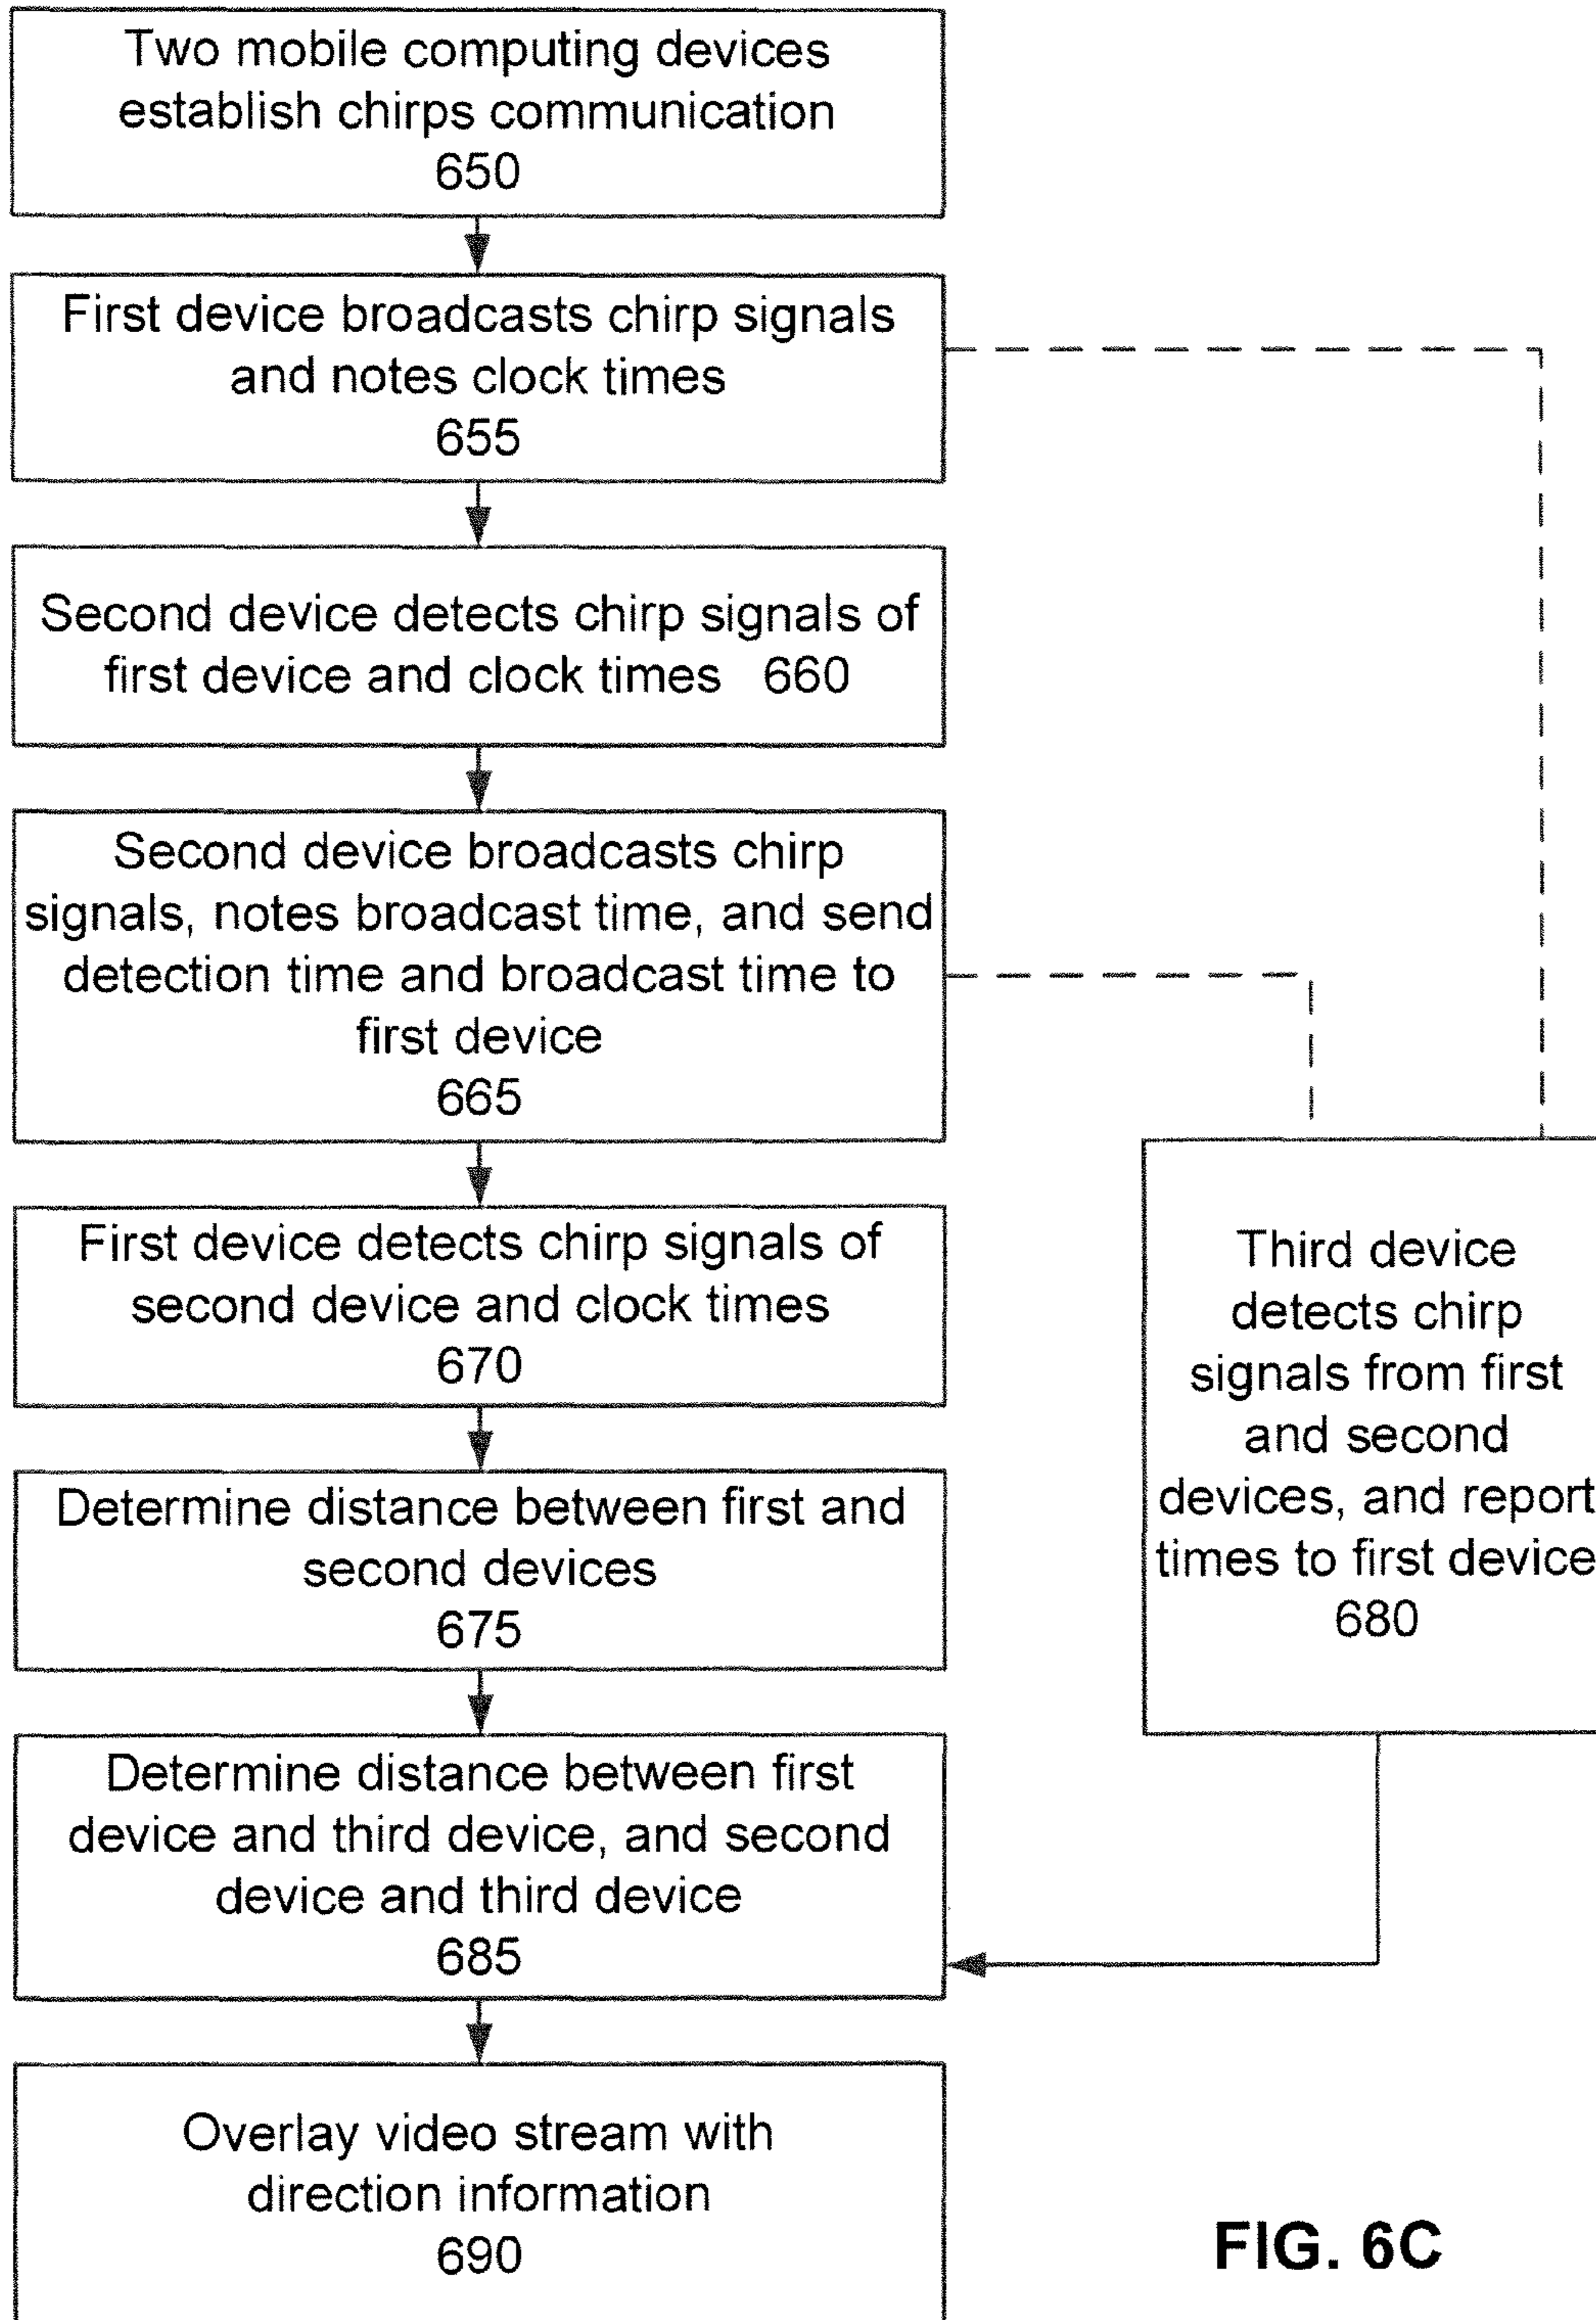 Two mobile computing devices
establish chirps communication
650
First device broadcasts chirp signals
and notes clock times
655
Second device detects chirp signals of
first device and clock times 660
Second device broadcasts chirp
signals, notes broadcast time, and send
detection time and broadcast time to
first device
665
First device detects chirp signals of
second device and clock times
670
Determine distance between first and
second devices
675
Third device
detects chirp
signals from first
and second
devices, and report
times to first device
680
Determine distance between first
device and third device, and second
device and third device
685
Overlay video stream with
direction information
690
FIG. 6C